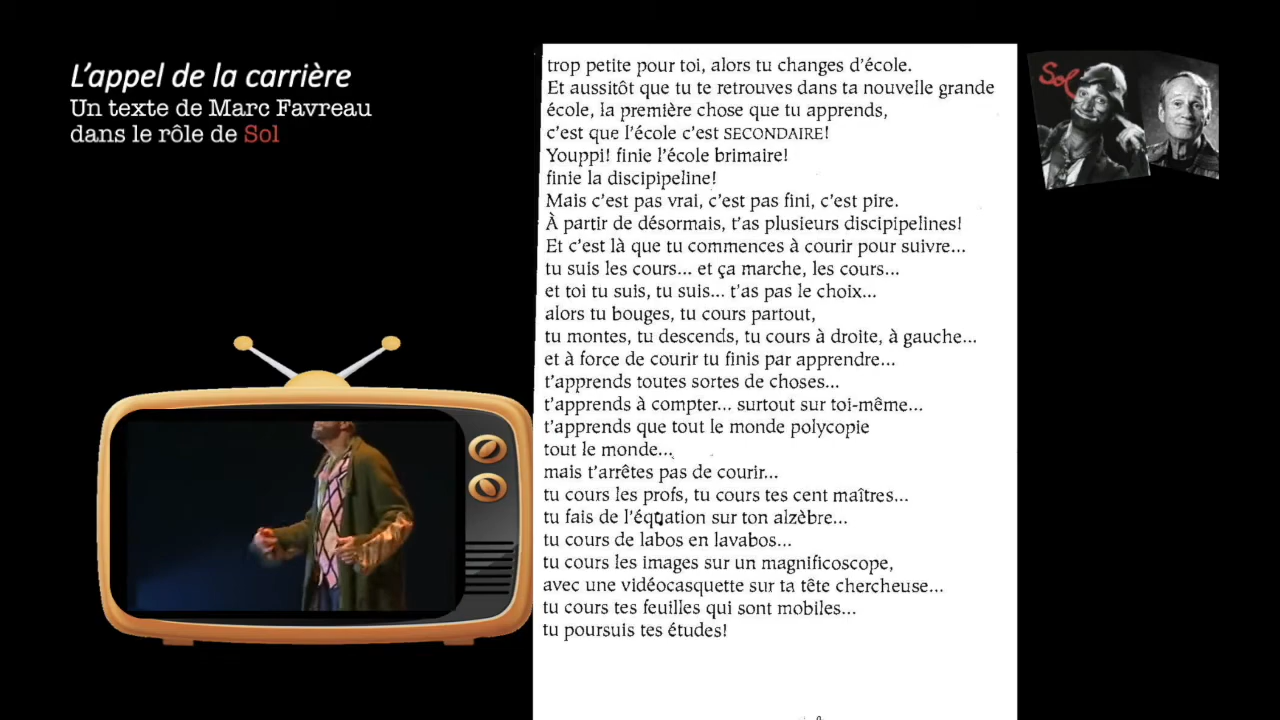 L'appel de la carrière
Un texte de Marc Favreau
dans le rôle de Sol
trop petite pour toi, alors tu changes d'école.
Et aussitôt que tu te retrouves dans ta nouvelle grande
école, la première chose que tu apprends,
c'est que l'école c'est SECONDAIRE!
Youppi! finie l'école brimaire!
finie la discipipeline!
Mais c'est pas vrai, c'est pas fini, c'est pire.
À partir de désormais, t'as plusieurs discipipelines!
Et c'est là que tu commences à courir pour suivre...
tu suis les cours... et ça marche, les cours...
et toi tu suis, tu suis... t'as pas le choix...
alors tu bouges, tu cours partout,
tu montes, tu descends, tu cours à droite, à gauche...
et à force de courir tu finis par apprendre...
t'apprends toutes sortes de choses...
t'apprends à compter... surtout sur toi-même...
t'apprends que tout le monde polycopie
tout le monde...
mais t'arrêtes pas de courir...
tu cours les profs, tu cours tes cent maîtres...
tu fais de l'équation sur ton alzèbre...
tu cours de labos en lavabos...
tu cours les images sur un magnificoscope,
avec une vidéocasquette sur ta tête chercheuse...
tu cours tes feuilles qui sont mobiles...
tu poursuis tes études!
Sol